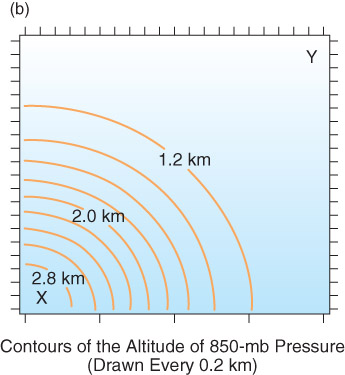 (b)
Y
1.2 km
2.0 km
2.8 km
X
Contours of the Altitude of 850-mb Pressure
(Drawn Every 0.2 km)